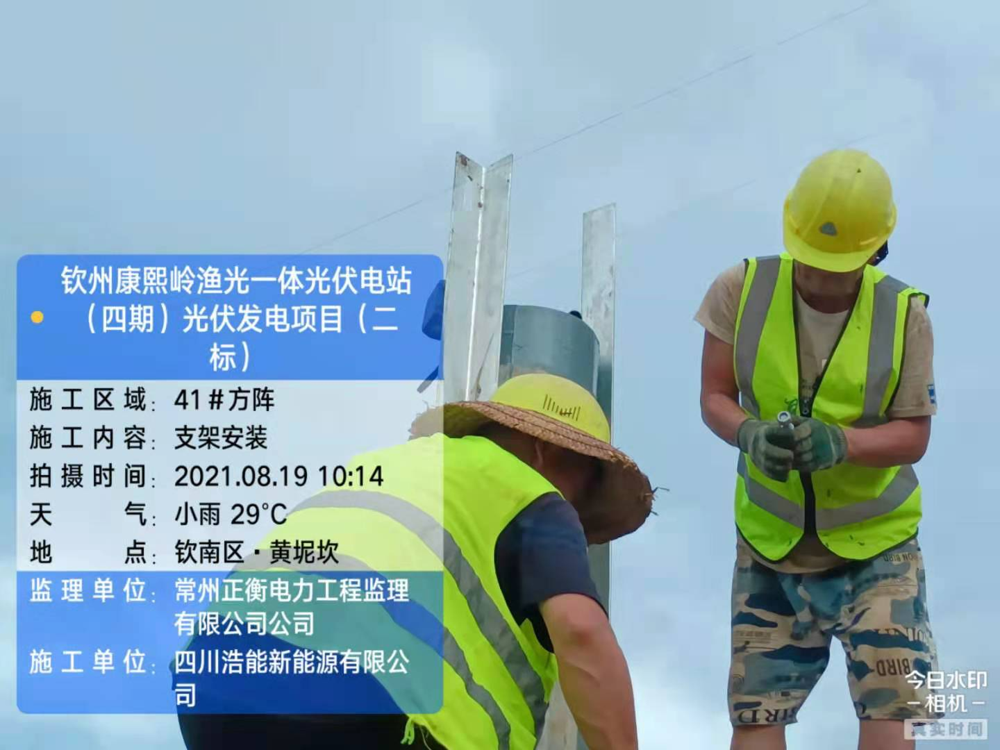 钦州康熙岭渔光一体光伏电站
（四期）光伏发电项目（二
标）
施工区域：41#方阵
施工内容：支架安装
拍摄时间：2021.08.19 10:14
天气：小雨 29℃
地点：钦南区·黄坭坎
监理单位：常州正衡电力工程监理
有限公司公司
施工单位：四川浩能新能源有限公
司
ION BIRD
BIRD
BIRD
今日水印
相机
真实时间